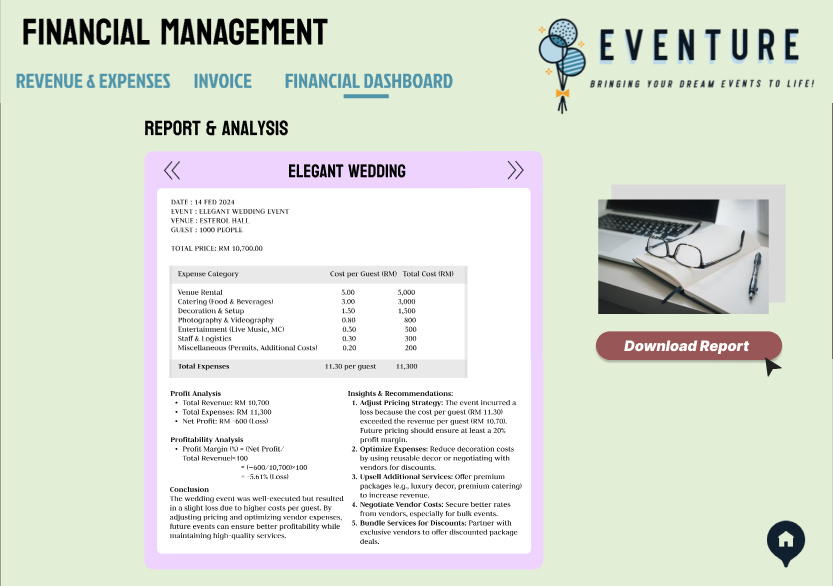 FINANCIAL MANAGEMENT
EVENTURE
BRINGING YOUR DREAM EVENTS TO LIFE!
REVENUE & EXPENSES INVOICE FINANCIAL DASHBOARD
REPORT & ANALYSIS
ELEGANT WEDDING
DATE : 14 FED 2024
EVENT : ELEGANT WEDDING EVENT
VENUE : ESTEROL HALL
GUEST : 1000 PEOPLE
TOTAL PRICE: RM 10,700.00
Expense Category Cost per Guest (RM) Total Cost (RM)
Venue Rental 5.00 5,000
Catering (Food & Beverages) 3.00 3,000
Decoration & Setup 1.50 1,500
Photography & Videography 0.80 800
Entertainment (Live Music, MC) 0.50 500
Staff & Logistics 0.30 300
Miscellaneous (Permits, Additional Costs) 0.20 200
Total Expenses 11.30 per guest 11,300
Profit Analysis
• Total Revenue: RM 10,700
• Total Expenses: RM 11,300
• Net Profit: RM -600 (Loss)
Profitability Analysis
• Profit Margin (%) = (Net Profit/
Total Revenue)×100
= (−600/10,700)×100
= -5.61% (Loss)
Conclusion
The wedding event was well-executed but resulted
in a slight loss due to higher costs per guest. By
adjusting pricing and optimizing vendor expenses,
future events can ensure better profitability while
maintaining high-quality services.
Insights & Recommendations:
1. Adjust Pricing Strategy: The event incurred a
loss because the cost per guest (RM 11.30)
exceeded the revenue per guest (RM 10.70).
Future pricing should ensure at least a 20%
profit margin.
2. Optimize Expenses: Reduce decoration costs
by using reusable decor or negotiating with
vendors for discounts.
3. Upsell Additional Services: Offer premium
packages (e.g., luxury decor, premium catering)
to increase revenue.
4. Negotiate Vendor Costs: Secure better rates
from vendors, especially for bulk events.
5. Bundle Services for Discounts: Partner with
exclusive vendors to offer discounted package
deals.
Download Report